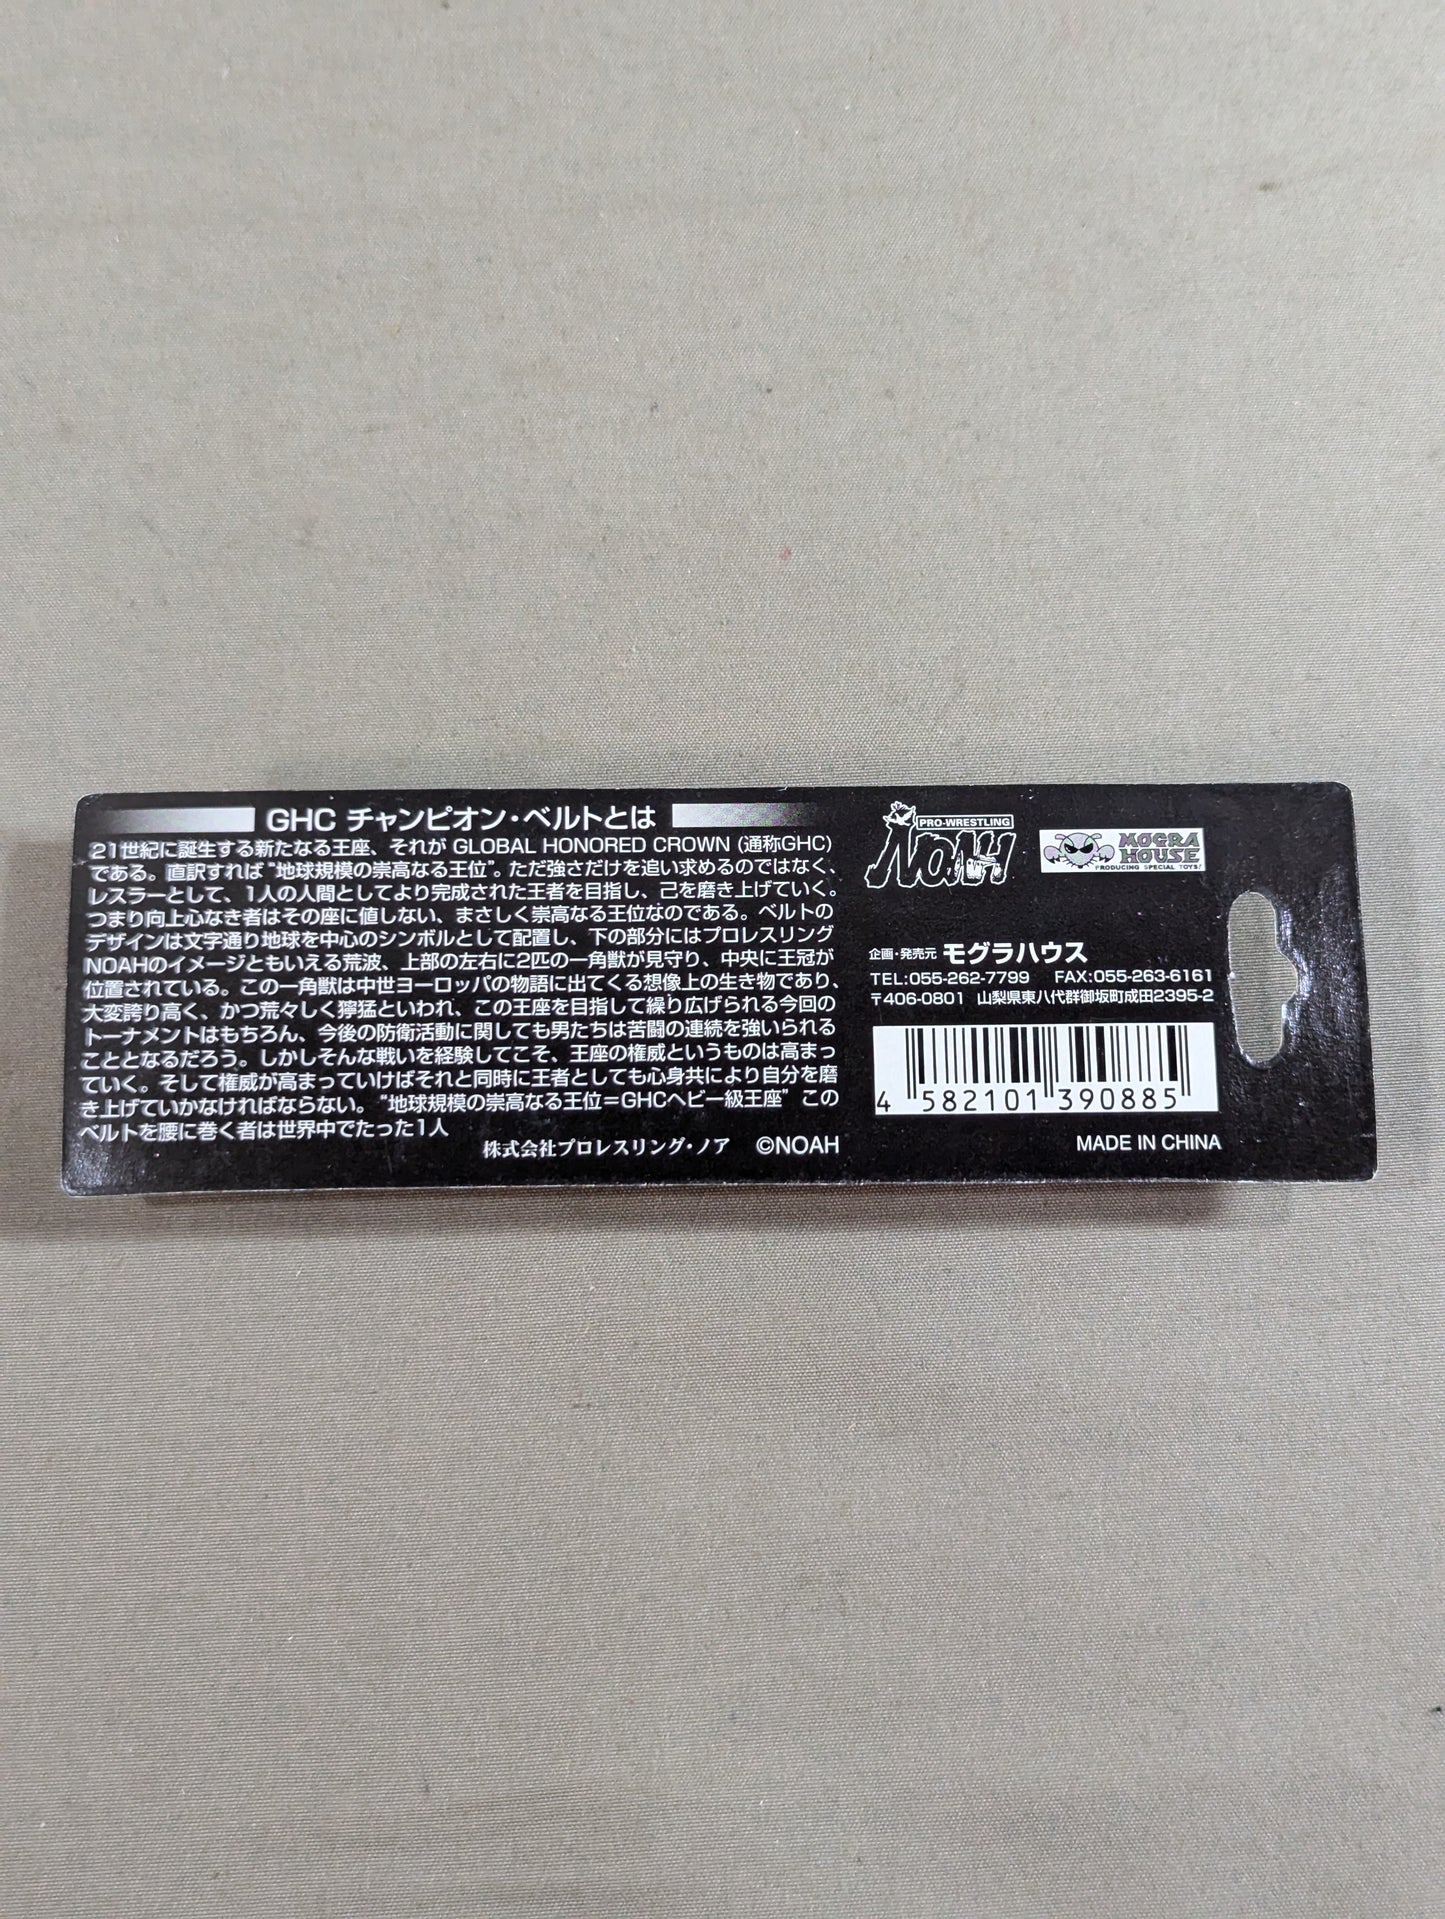 GHC チャンピオン・ベルトとは
21世紀に誕生する新たなる王座、それが GLOBAL HONORED CROWN (通称GHC)
である。直訳すれば“地球規模の崇高なる王位”。ただ強さだけを追い求めるのではなく、
レスラーとして、1人の人間としてより完成された王者を目指し、己を磨き上げていく。
つまり向上心なき者はその座に値しない、まさしく崇高なる王位なのである。ベルトの
デザインは文字通り地球を中心のシンボルとして配置し、下の部分にはプロレスリング
NOAHのイメージともいえる荒波、上部の左右に2匹の一角獣が見守り、中央に王冠が
位置されている。この一角獣は中世ヨーロッパの物語に出てくる想像上の生き物であり、
大変誇り高く、かつ荒々しく獰猛といわれ、この王座を目指して繰り広げられる今回の
トーナメントはもちろん、今後の防衛活動に関しても男たちは苦闘の連続を強いられる
こととなるだろう。しかしそんな戦いを経験してこそ、王座の権威というものは高まっ
ていく。そして権威が高まっていけばそれと同時に王者としても心身共により自分を磨
き上げていかなければならない。“地球規模の崇高なる王位=GHCヘビー級王座”この
ベルトを腰に巻く者は世界中でたった1人
株式会社プロレスリング・ノア ©NOAH
PRO-WRESTLING
NOAH
MOGRA
HOUSE
PRODUCING SPECIAL TOYS!
企画・発売元 モグラハウス
TEL:055-262-7799 FAX:055-263-6161
〒406-0801 山梨県東八代群御坂町成田2395-2
4 582101 390885
MADE IN CHINA